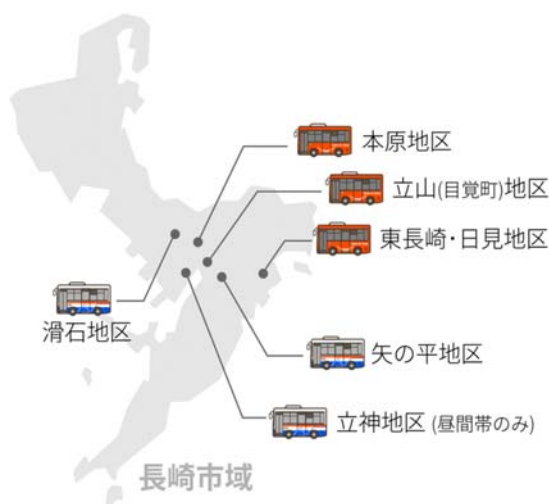 本原地区
立山(目覚町)地区
東長崎・日見地区
滑石地区
矢の平地区
立神地区 (昼間帯のみ)
長崎市域